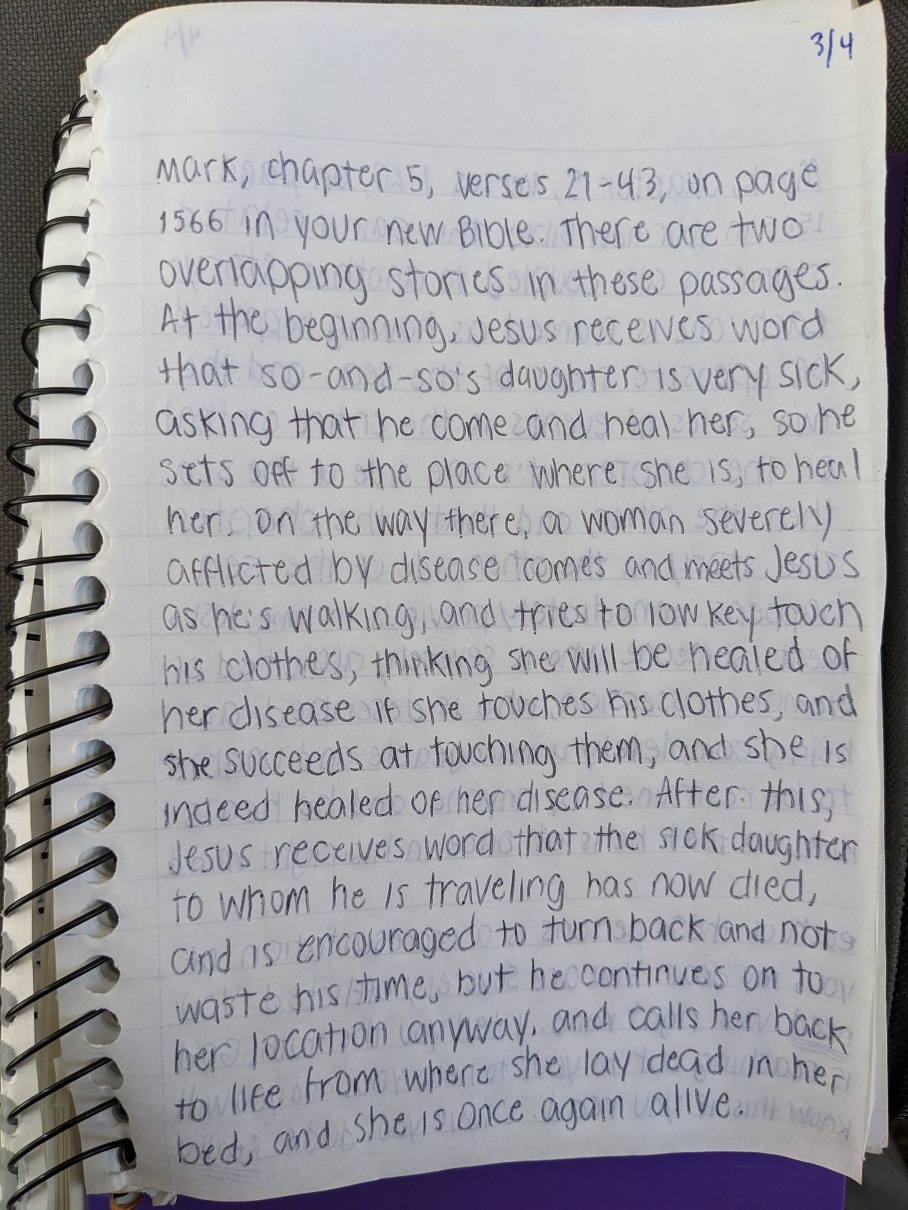 3/4
Mark, chapter 5, verses 21-43, on page
1566 in your new Bible. There are two
overlapping stories in these passages.
At the beginning, Jesus receives word
that so-and-so's daughter is very sick,
asking that he come and heal her, so he
sets off to the place where she is, to heal
her. On the way there, a woman severely
afflicted by disease comes and meets Jesus
as he's walking, and tries to low key touch
his clothes, thinking she will be healed of
her disease if she touches his clothes, and
she succeeds at touching them, and she is
indeed healed of her disease. After this,
Jesus receives word that the sick daughter
to whom he is traveling has now died,
and is encouraged to turn back and not
waste his time, but he continues on to
her location anyway, and calls her back
to life from where she lay dead in her
bed, and she is once again alive.